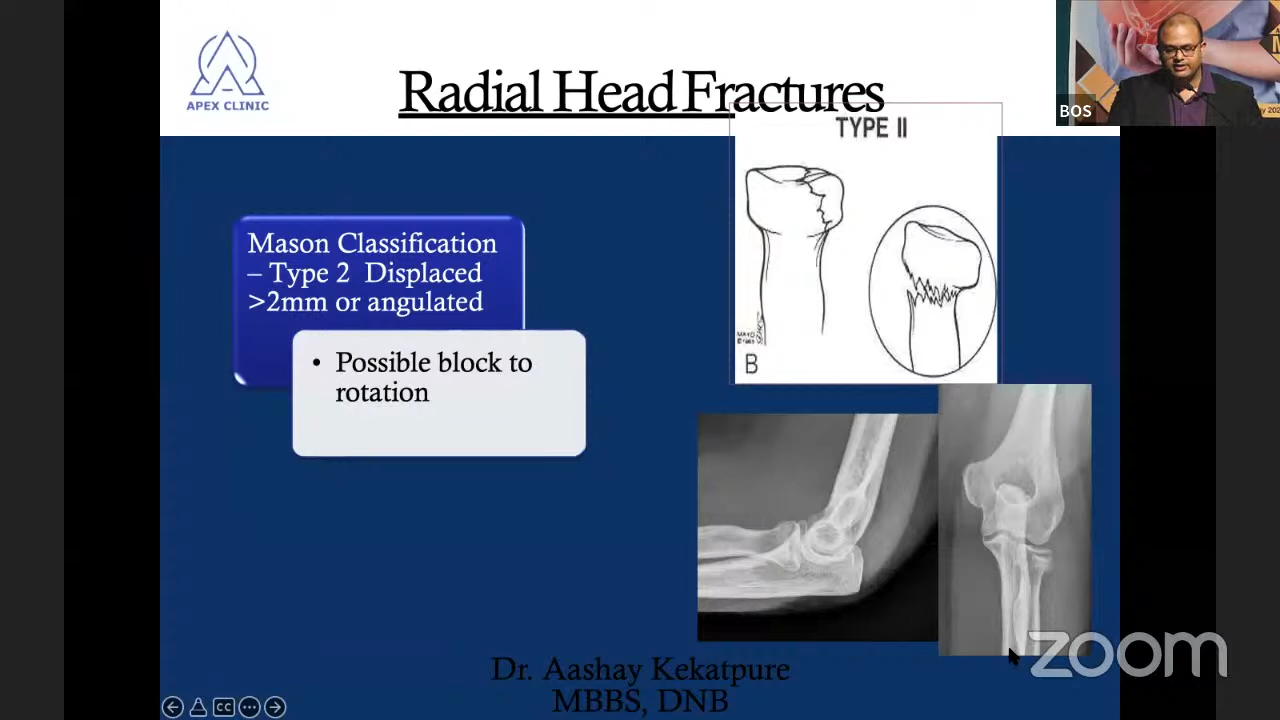 APEX CLINIC
Radial Head Fractures
BOS
TYPE II
Mason Classification
– Type 2 Displaced
>2mm or angulated
• Possible block to
rotation
B
Dr. Aashay Kekatpure
MBBS, DNB
zoom
CC